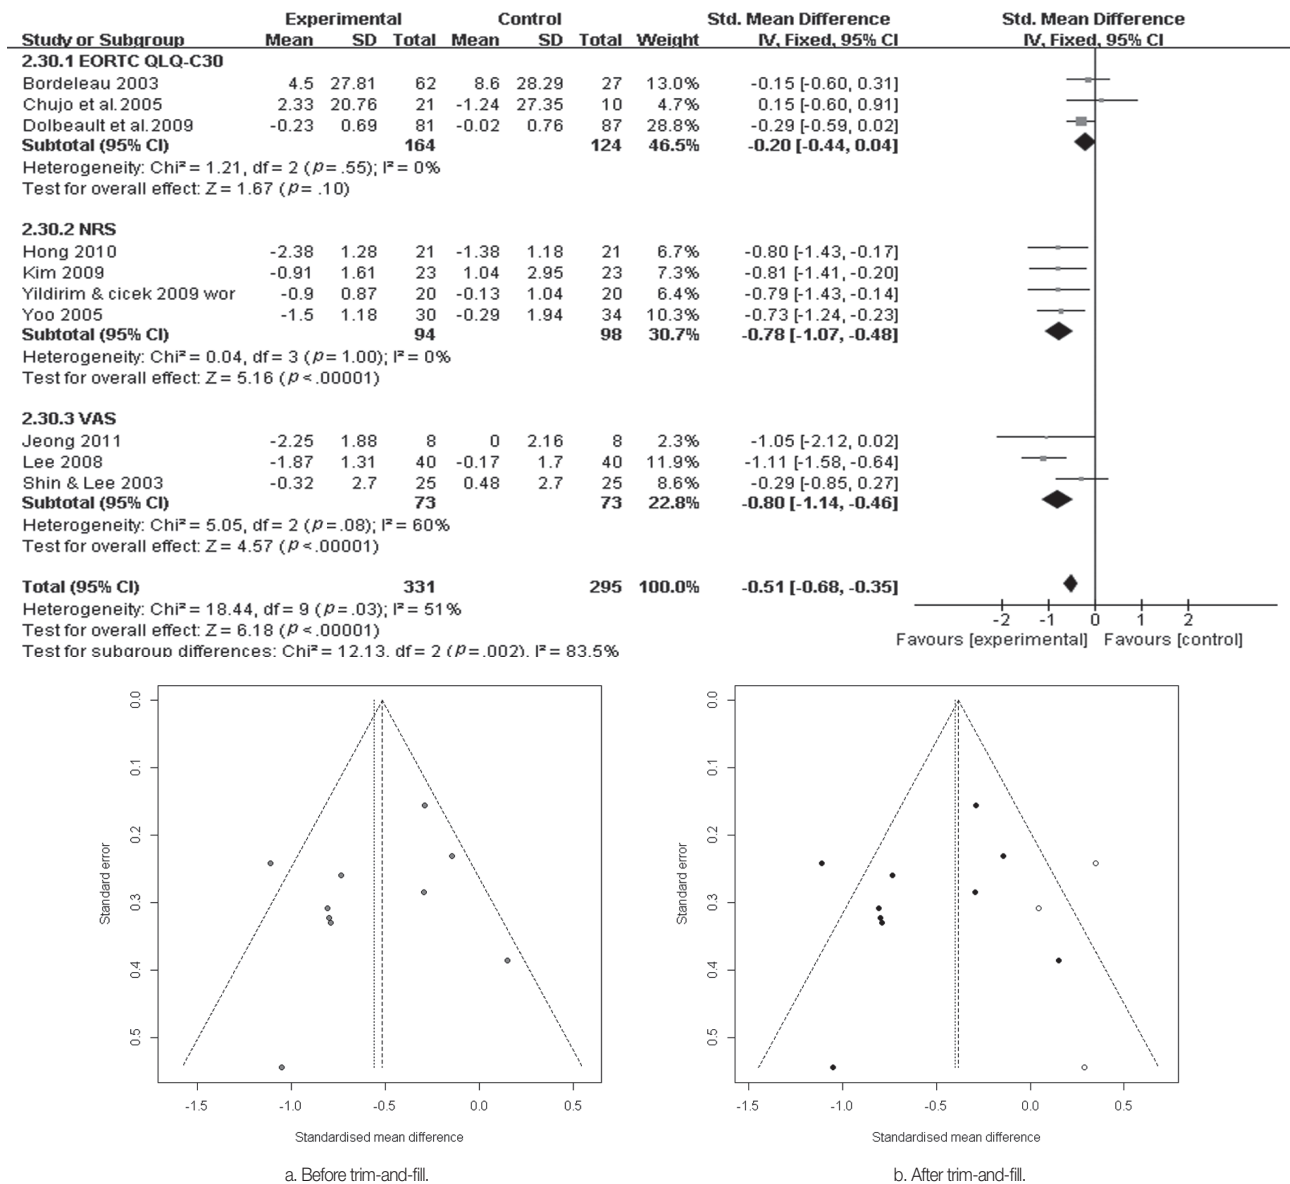 Experimental Control Std. Mean Difference Std. Mean Difference
Study or Subgroup Mean SD Total Mean SD Total Weight IV, Fixed, 95% CI IV, Fixed, 95% CI
2.30.1 EORTC QLQ-C30
Bordeleau 2003 4.5 27.81 62 8.6 28.29 27 13.0% -0.15 [-0.60, 0.31]
Chujo et al.2005 2.33 20.76 21 -1.24 27.35 10 4.7% 0.15 [-0.60, 0.91]
Dolbeault et al.2009 -0.23 0.69 81 -0.02 0.76 87 28.8% -0.29 [-0.59, 0.02]
Subtotal (95% CI) 164 124 46.5% -0.20 [-0.44, 0.04]
Heterogeneity: Chi² = 1.21, df = 2 (p = .55); I² = 0%
Test for overall effect: Z = 1.67 (p = .10)
2.30.2 NRS
Hong 2010 -2.38 1.28 21 -1.38 1.18 21 6.7% -0.80 [-1.43, -0.17]
Kim 2009 -0.91 1.61 23 1.04 2.95 23 7.3% -0.81 [-1.41, -0.20]
Yildirim & cicek 2009 wor -0.9 0.87 20 -0.13 1.04 20 6.4% -0.79 [-1.43, -0.14]
Yoo 2005 -1.5 1.18 30 -0.29 1.94 34 10.3% -0.73 [-1.24, -0.23]
Subtotal (95% CI) 94 98 30.7% -0.78 [-1.07, -0.48]
Heterogeneity: Chi² = 0.04, df = 3 (p = 1.00); I² = 0%
Test for overall effect: Z = 5.16 (p <.00001)
2.30.3 VAS
Jeong 2011 -2.25 1.88 8 0 2.16 8 2.3% -1.05 [-2.12, 0.02]
Lee 2008 -1.87 1.31 40 -0.17 1.7 40 11.9% -1.11 [-1.58, -0.64]
Shin & Lee 2003 -0.32 2.7 25 0.48 2.7 25 8.6% -0.29 [-0.85, 0.27]
Subtotal (95% CI) 73 73 22.8% -0.80 [-1.14, -0.46]
Heterogeneity: Chi² = 5.05, df = 2 (p = .08); I² = 60%
Test for overall effect: Z = 4.57 (p <.00001)
Total (95% CI) 331 295 100.0% -0.51 [-0.68, -0.35]
Heterogeneity: Chi² = 18.44, df = 9 (p = .03); I² = 51%
Test for overall effect: Z = 6.18 (p <.00001)
Test for subgroup differences: Chi² = 12.13, df = 2 (p = .002), I² = 83.5%
-2 -1 0 1 2
Favours [experimental] Favours [control]
0.0
0.1
0.2
0.3
0.4
0.5
Standard error
-1.5 -1.0 -0.5 0.0 0.5
Standardised mean difference
a. Before trim-and-fill.
0.0
0.1
0.2
0.3
0.4
0.5
Standard error
-1.5 -1.0 -0.5 0.0 0.5
Standardised mean difference
b. After trim-and-fill.